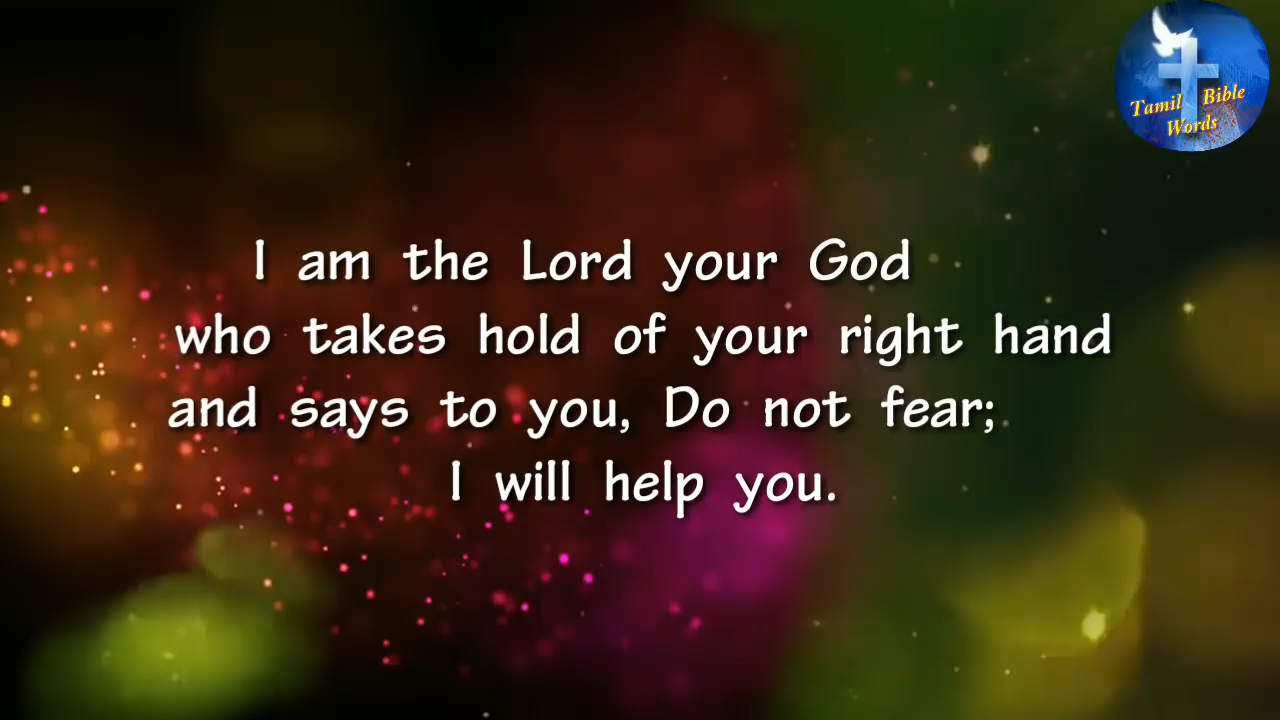 Tamil Bible
Words
I am the Lord your God
who takes hold of your right hand
and says to you, Do not fear;
I will help you.